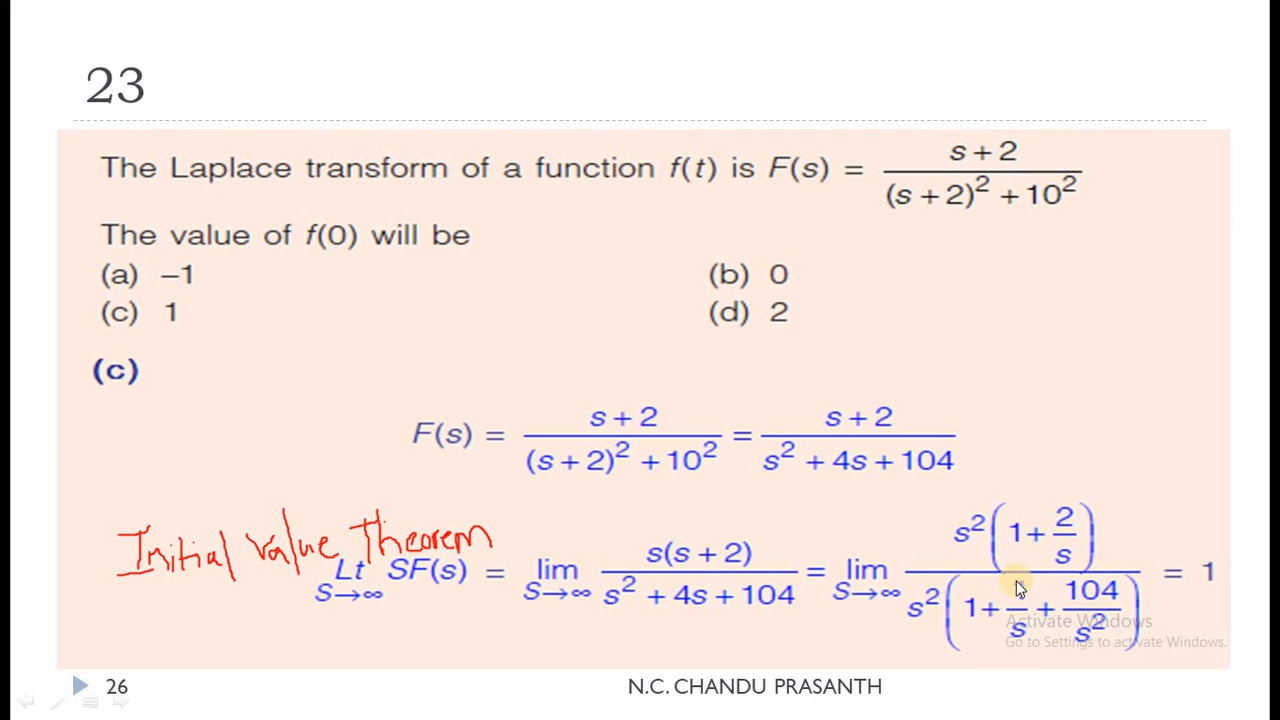 23
The Laplace transform of a function f(t) is F(s) = (s + 2) / ((s + 2)² + 10²)
The value of f(0) will be
(a) –1 (b) 0
(c) 1 (d) 2
(c)
F(s) = (s + 2) / ((s + 2)² + 10²) = (s + 2) / (s² + 4s + 104)
Initial Value Theorem
Lt S→∞ SF(s) = lim S→∞ s(s + 2) / (s² + 4s + 104) = lim S→∞ s²(1 + 2/s) / s²(1 + /s + 104/s²) = 1
Activate Windows
Go to Settings to activate Windows.
26 N.C. CHANDU PRASANTH